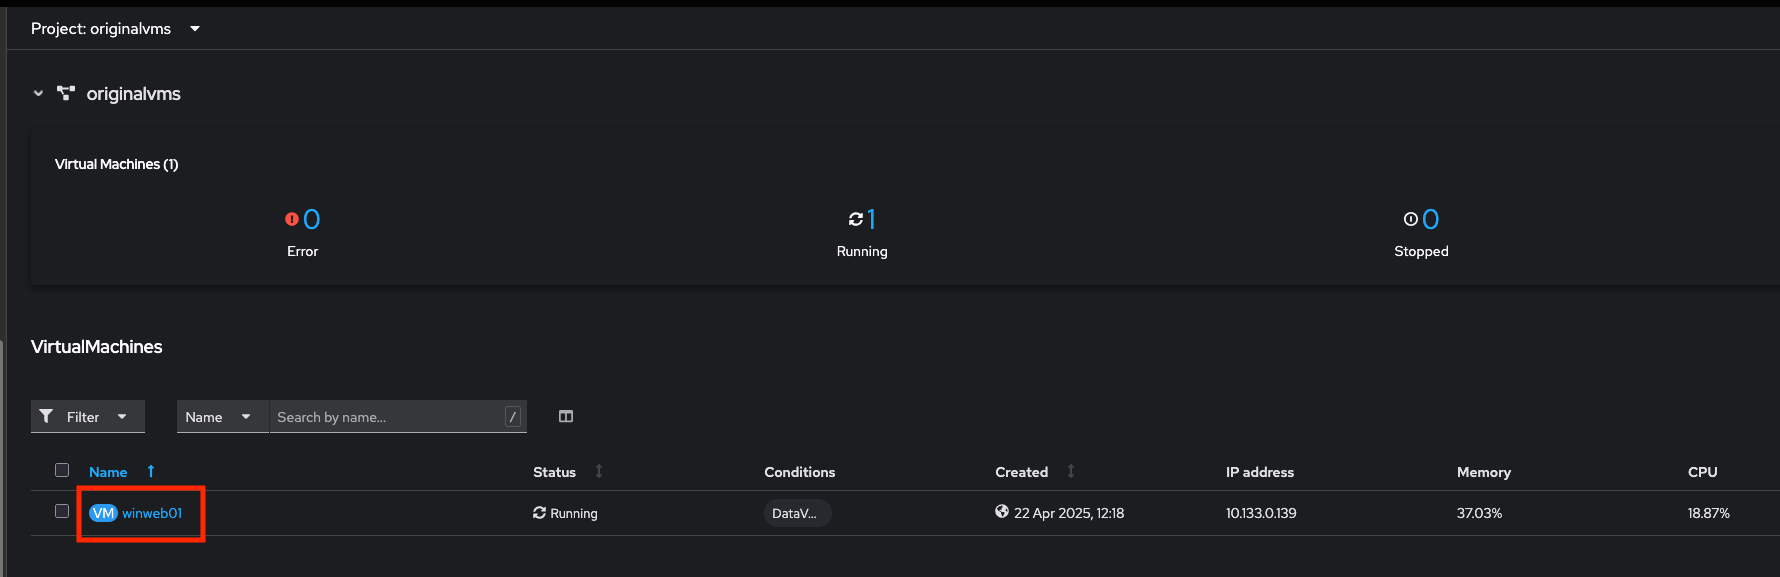 Project: originalvms
originalvms
Virtual Machines (1)
0 1 0
Error Running Stopped
VirtualMachines
Filter Name Search by name... /
Name Status Conditions Created IP address Memory CPU
VM winweb01 Running DataV... 22 Apr 2025, 12:18 10.133.0.139 37.03% 18.87%